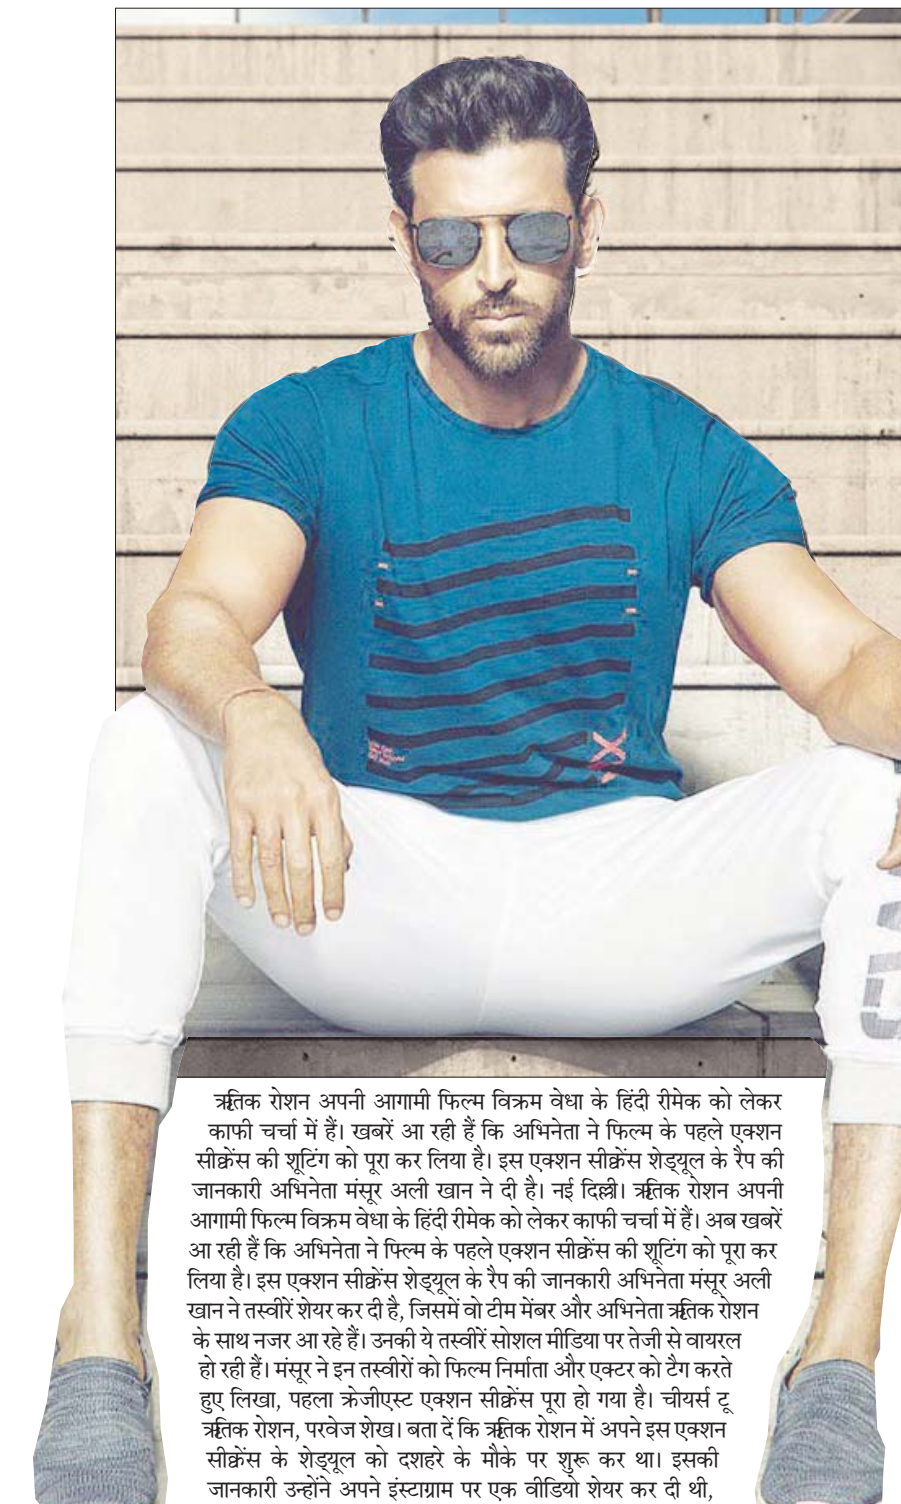 ऋतिक रोशन अपनी आगामी फिल्म विक्रम वेधा के हिंदी रीमेक को लेकर
काफी चर्चा में हैं। खबरें आ रही हैं कि अभिनेता ने फिल्म के पहले एक्शन
सीक्वेंस की शूटिंग को पूरा कर लिया है। इस एक्शन सीक्वेंस शेड्यूल के रैप की
जानकारी अभिनेता मंसूर अली खान ने दी है। नई दिल्ली। ऋतिक रोशन अपनी
आगामी फिल्म विक्रम वेधा के हिंदी रीमेक को लेकर काफी चर्चा में हैं। अब खबरें
आ रही हैं कि अभिनेता ने फिल्म के पहले एक्शन सीक्वेंस की शूटिंग को पूरा कर
लिया है। इस एक्शन सीक्वेंस शेड्यूल के रैप की जानकारी अभिनेता मंसूर अली
खान ने तस्वीरें शेयर कर दी है, जिसमें वो टीम मेंबर और अभिनेता ऋतिक रोशन
के साथ नजर आ रहे हैं। उनकी ये तस्वीरें सोशल मीडिया पर तेजी से वायरल
हो रही हैं। मंसूर ने इन तस्वीरों को फिल्म निर्माता और एक्टर को टैग करते
हुए लिखा, पहला क्रेजीएस्ट एक्शन सीक्वेंस पूरा हो गया है। चीयर्स टू
ऋतिक रोशन, परवेज शेख। बता दें कि ऋतिक रोशन में अपने इस एक्शन
सीक्वेंस के शेड्यूल को दशहरे के मौके पर शुरू कर था। इसकी
जानकारी उन्होंने अपने इंस्टाग्राम पर एक वीडियो शेयर कर दी थी,